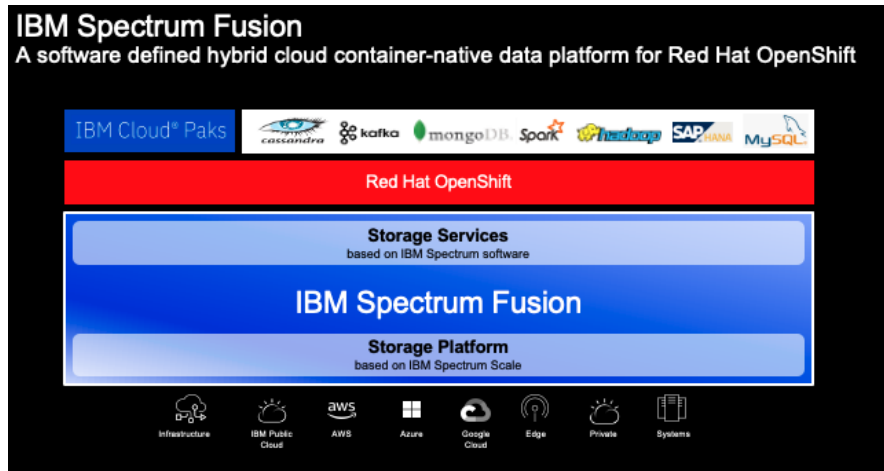 IBM Spectrum Fusion
A software defined hybrid cloud container-native data platform for Red Hat OpenShift
IBM Cloud® Paks
cassandra
kafka
mongoDB.
Spark
hadoop
SAP HANA
MySQL
Red Hat OpenShift
Storage Services
based on IBM Spectrum software
IBM Spectrum Fusion
Storage Platform
based on IBM Spectrum Scale
aws
Infrastructure
IBM Public
Cloud
AWS
Azure
Google
Cloud
Edge
Private
Systems